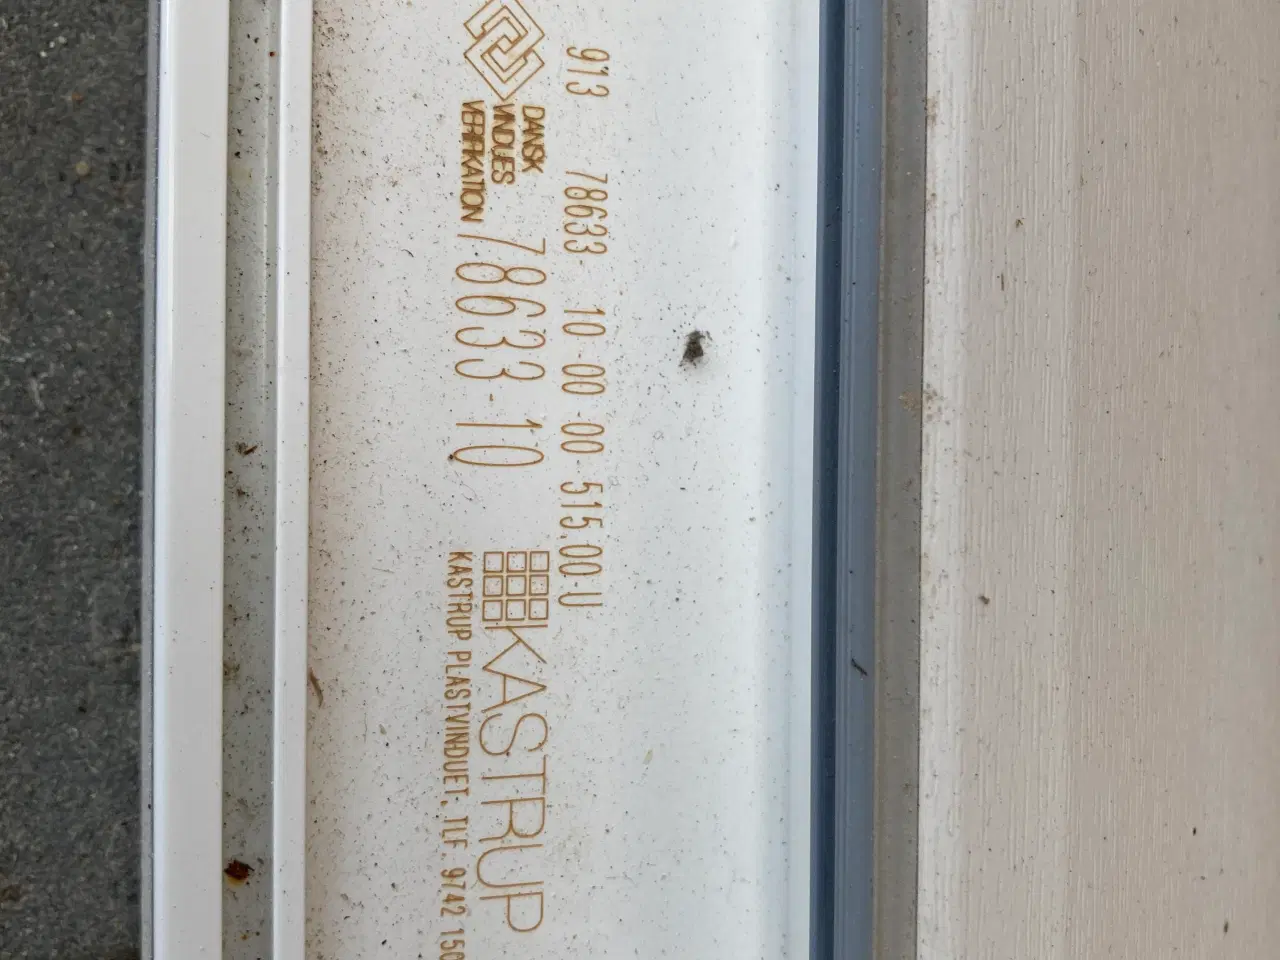 913 78633 10-00-00-515,00-U
DANSK
VINDUES
VERIFIKATION
78633-10
KASTRUP
KASTRUP PLASTVINDUET. TLF. 9742 150